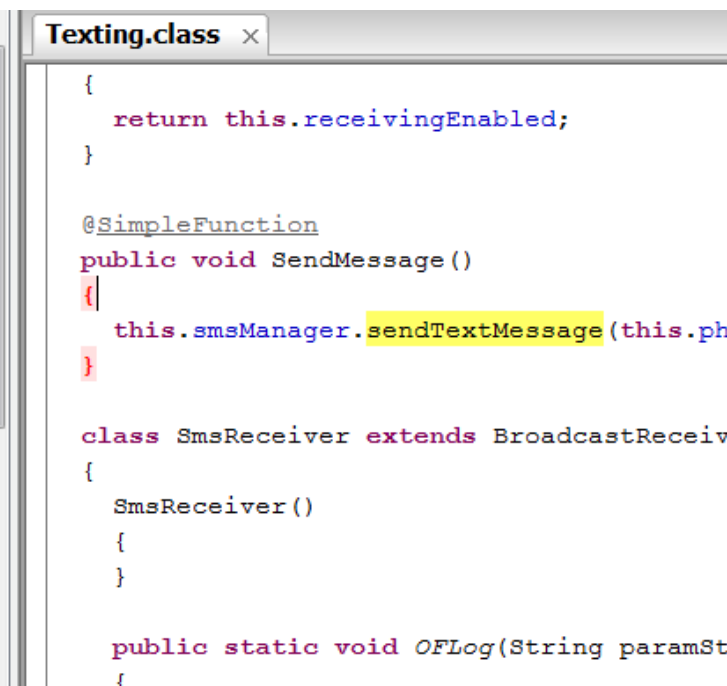 Texting.class ×
{
return this.receivingEnabled;
}
@SimpleFunction
public void SendMessage()
{
this.smsManager.sendTextMessage(this.ph
}
class SmsReceiver extends BroadcastReceiv
{
SmsReceiver()
{
}
public static void OFLog(String paramSt
{